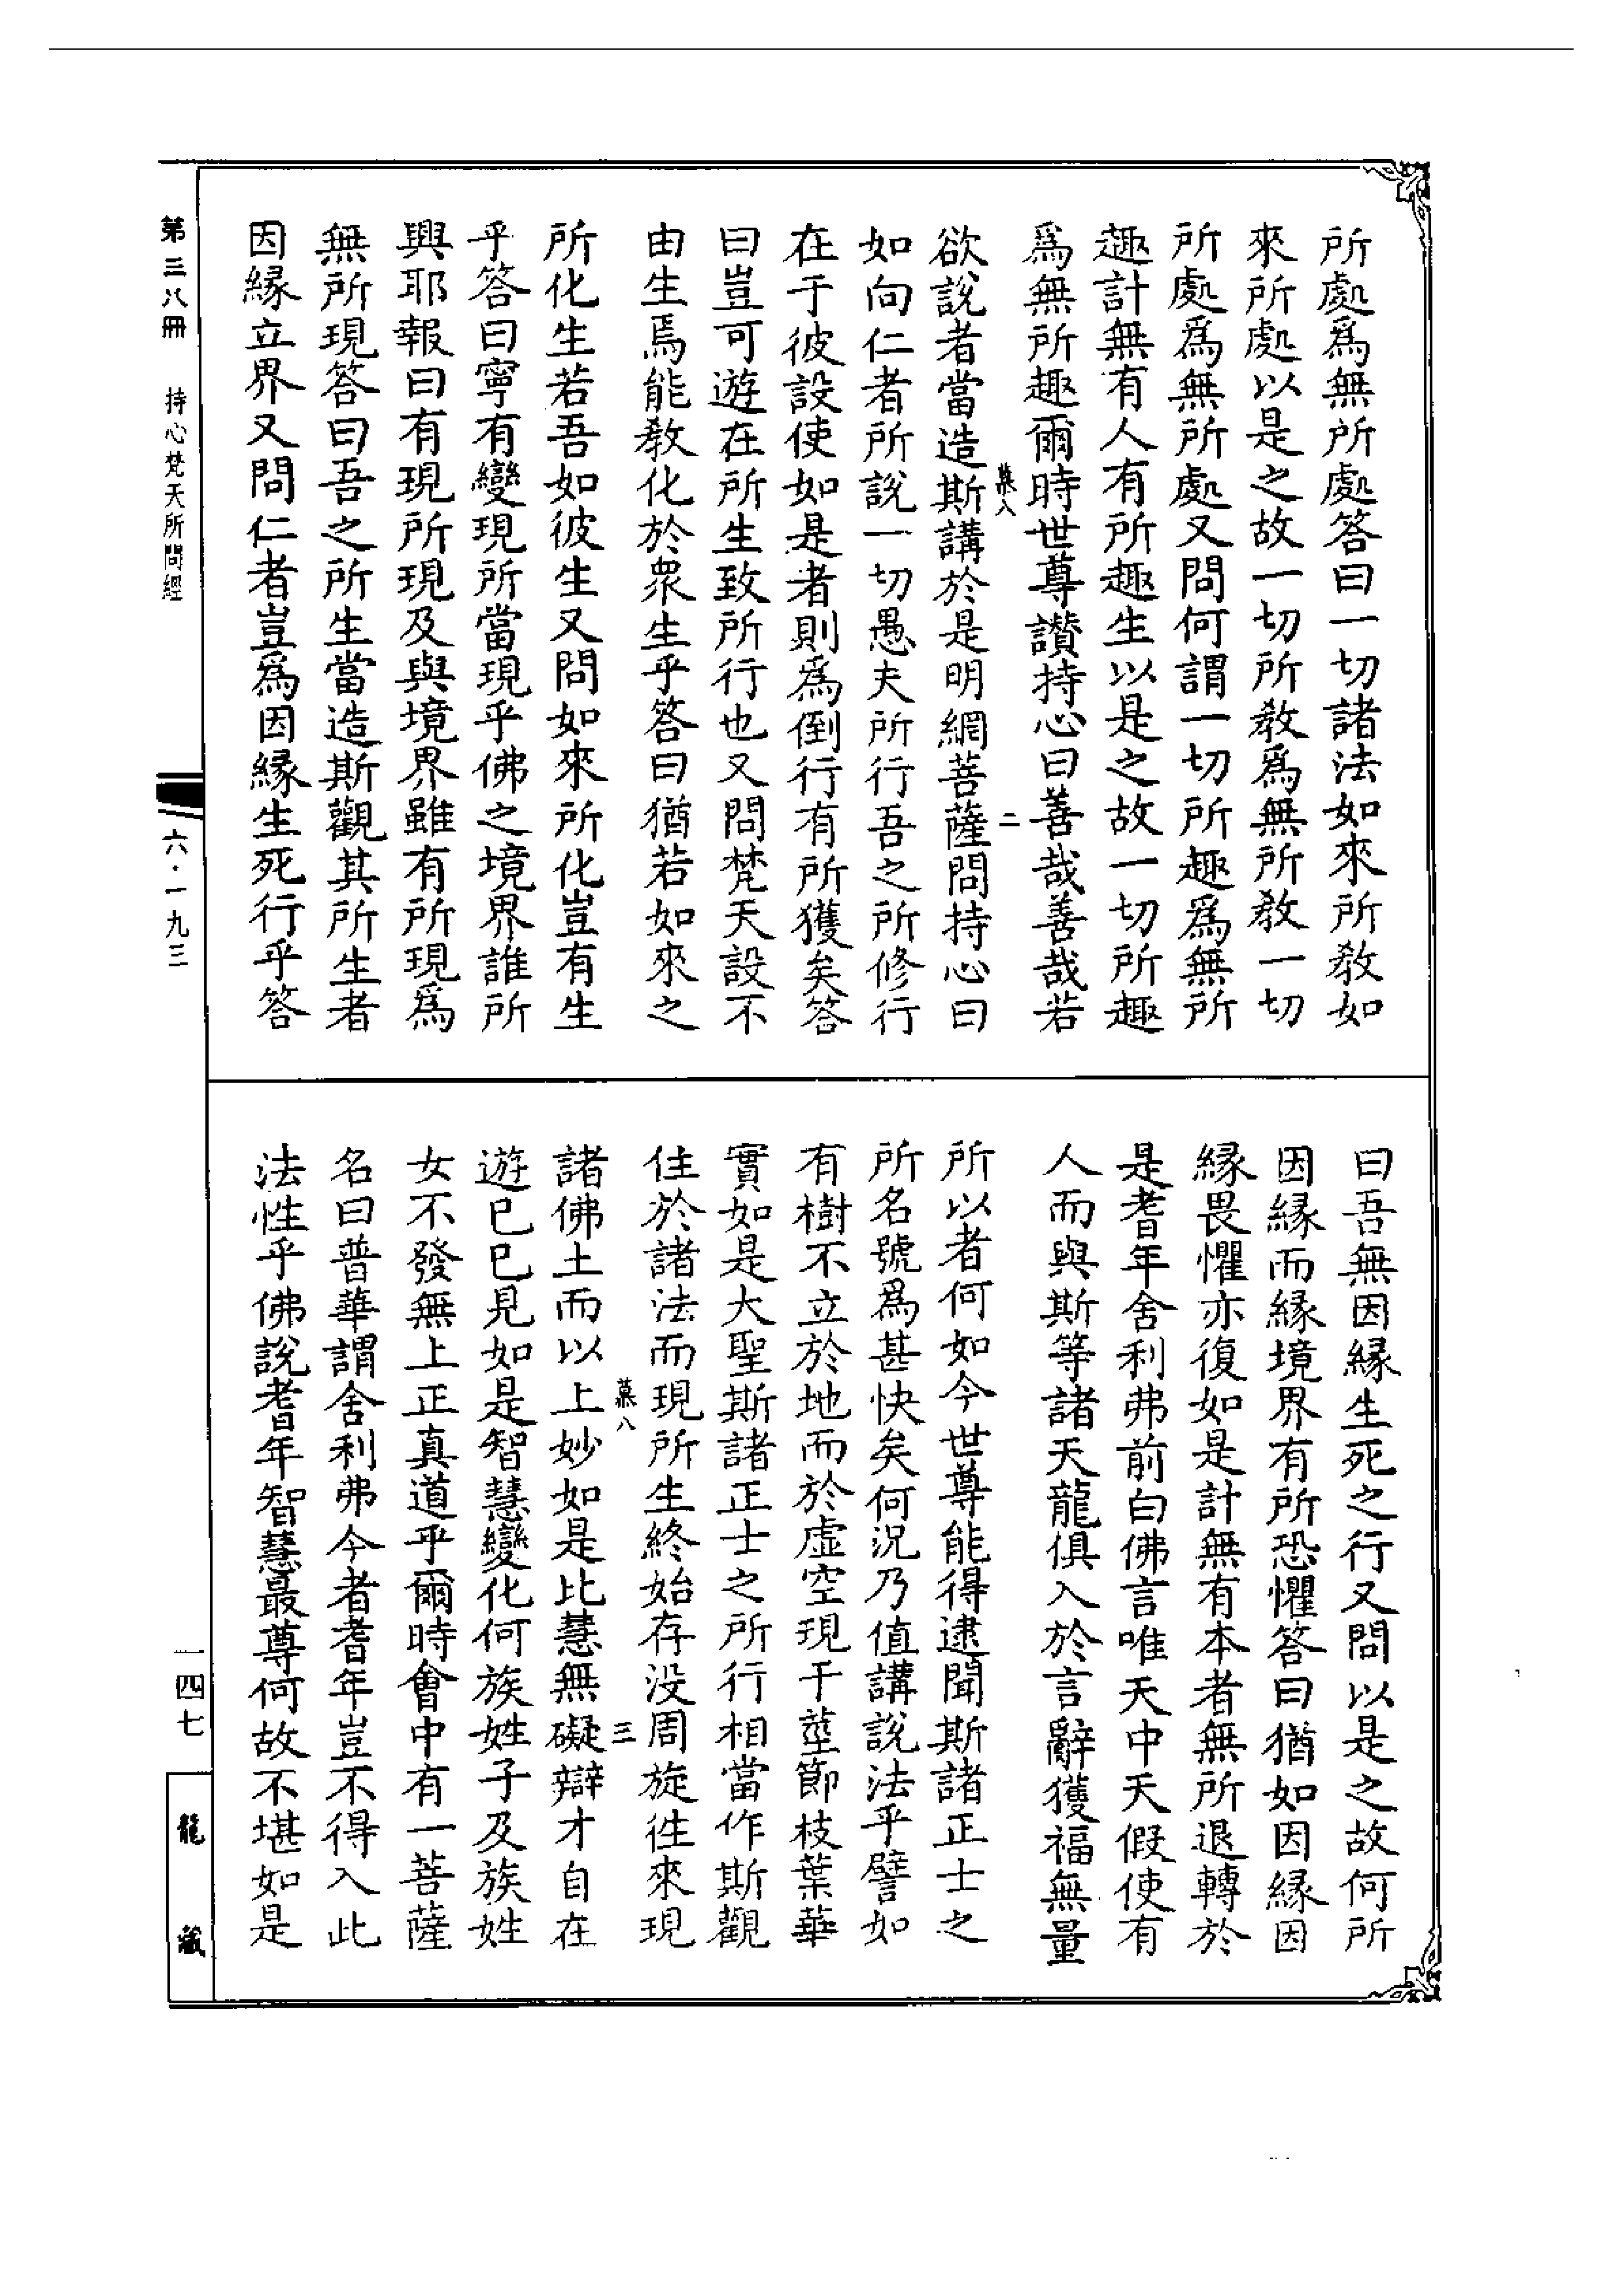 所處爲無所處答曰一切諸法如來所教如
來所處以是之故一切所教爲無所教一切
所處爲無所處又問何謂一切所趣爲無所
趣計無有人有所趣生以是之故一切所趣
爲無所趣爾時世尊讚持心曰善哉善哉若
慕八 二
欲說者當造斯講於是明網菩薩問持心曰
如向仁者所說一切愚夫所行吾之所修行
在于彼設使如是者則爲倒行有所獲矣答
曰豈可遊在所生致所行也又問梵天設不
由生焉能教化於衆生乎答曰猶若如來之
所化生若吾如彼生又問如來所化豈有生
乎答曰寧有變現所當現乎佛之境界誰所
興耶報曰有現所現及與境界雖有所現爲
無所現答曰吾之所生當造斯觀其所生者
因緣立界又問仁者豈爲因緣生死行乎答
曰吾無因緣生死之行又問以是之故何所
因緣而緣境界有所恐懼答曰猶如因緣因
緣畏懼亦復如是計無有本者無所退轉於
是耆年舍利弗前白佛言唯天中天假使有
人而與斯等諸天龍俱入於言辭獲福無量
所以者何如今世尊能得逮聞斯諸正士之
所名號爲甚快矣何況乃值講說法乎譬如
有樹不立於地而於虛空現于莖節枝葉華
實如是大聖斯諸正士之所行相當作斯觀
住於諸法而現所生終始存没周旋往來現
慕八 三
諸佛土而以上妙如是比慧無礙辯才自在
遊已已見如是智慧變化何族姓子及族姓
女不發無上正真道乎爾時會中有一菩薩
名曰普華謂舍利弗今者耆年豈不得入此
法性乎佛說耆年智慧最尊何故不堪如是
第三八冊 持心梵天所問經
六·一九三
一四七
龍藏